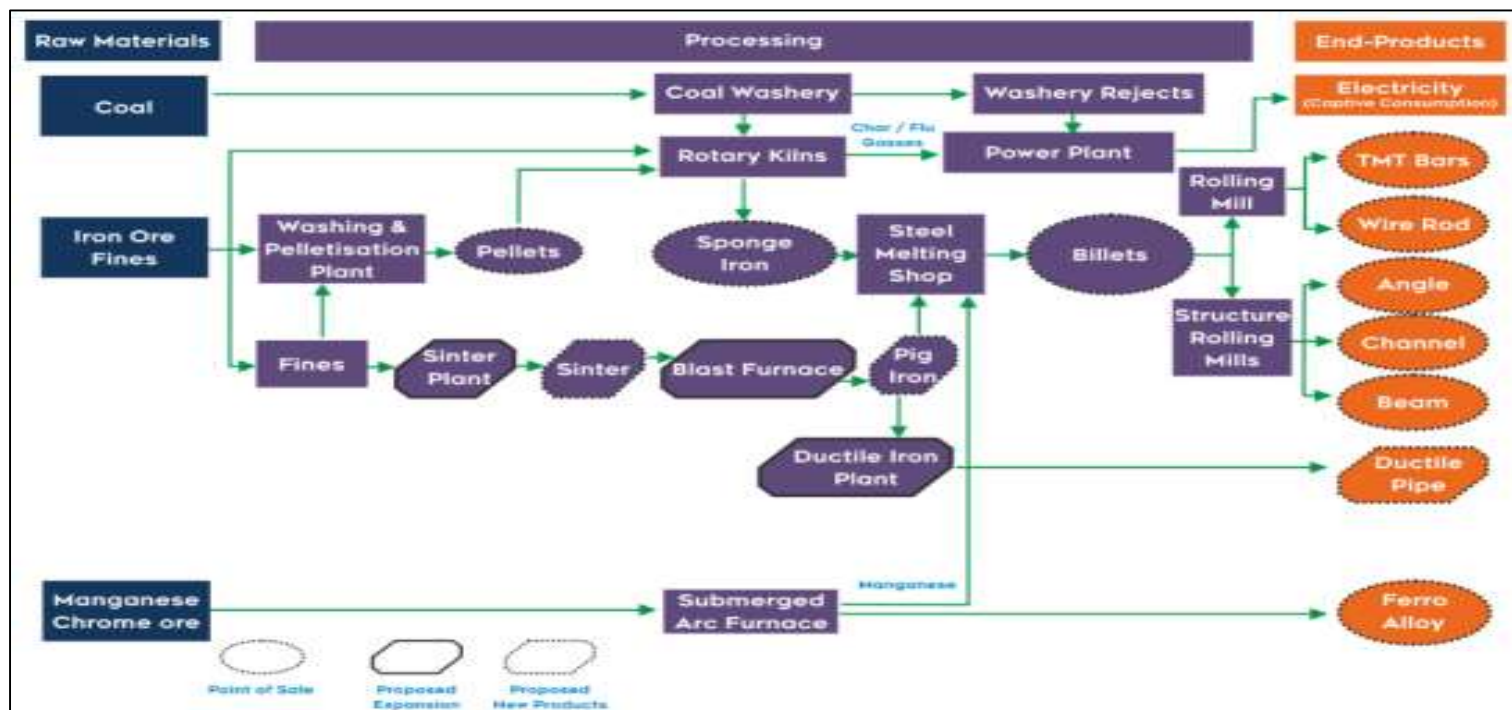 Raw Materials
Processing
End-Products
Coal
Coal Washery
Washery Rejects
Electricity
(Captive Consumption)
Char / Flu
Gasses
Rotary Kilns
Power Plant
TMT Bars
Rolling
Mill
Iron Ore
Fines
Washing &
Pelletisation
Plant
Pellets
Sponge
Iron
Steel
Melting
Shop
Billets
Wire Rod
Angle
Structure
Rolling
Mills
Channel
Fines
Sinter
Plant
Sinter
Blast Furnace
Pig
Iron
Beam
Ductile Iron
Plant
Ductile
Pipe
Manganese
Manganese
Chrome ore
Submerged
Arc Furnace
Ferro
Alloy
Point of Sale
Proposed
Expansion
Proposed
New Products